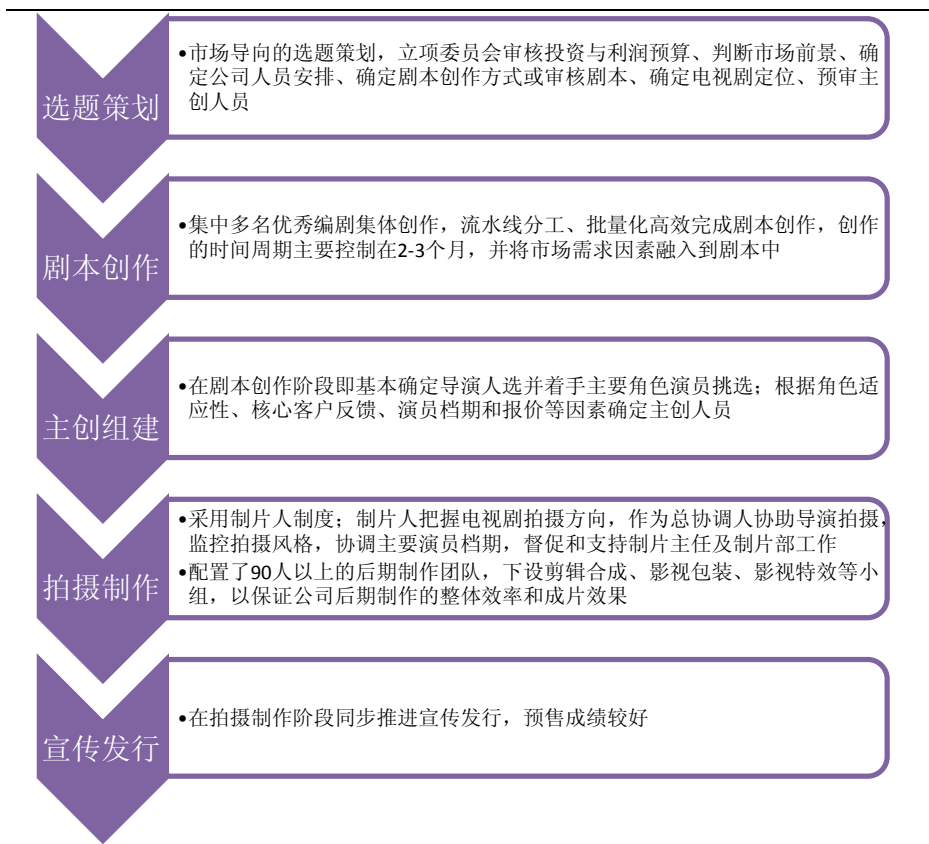 选题策划
•市场导向的选题策划，立项委员会审核投资与利润预算、判断市场前景、确
定公司人员安排、确定剧本创作方式或审核剧本、确定电视剧定位、预审主
创人员
剧本创作
•集中多名优秀编剧集体创作，流水线分工、批量化高效完成剧本创作，创作
的时间周期主要控制在2-3个月，并将市场需求因素融入到剧本中
主创组建
•在剧本创作阶段即基本确定导演人选并着手主要角色演员挑选；根据角色适
应性、核心客户反馈、演员档期和报价等因素确定主创人员
拍摄制作
•采用制片人制度；制片人把握电视剧拍摄方向，作为总协调人协助导演拍摄，
监控拍摄风格，协调主要演员档期，督促和支持制片主任及制片部工作
•配置了90人以上的后期制作团队，下设剪辑合成、影视包装、影视特效等小
组，以保证公司后期制作的整体效率和成片效果
宣传发行
•在拍摄制作阶段同步推进宣传发行，预售成绩较好